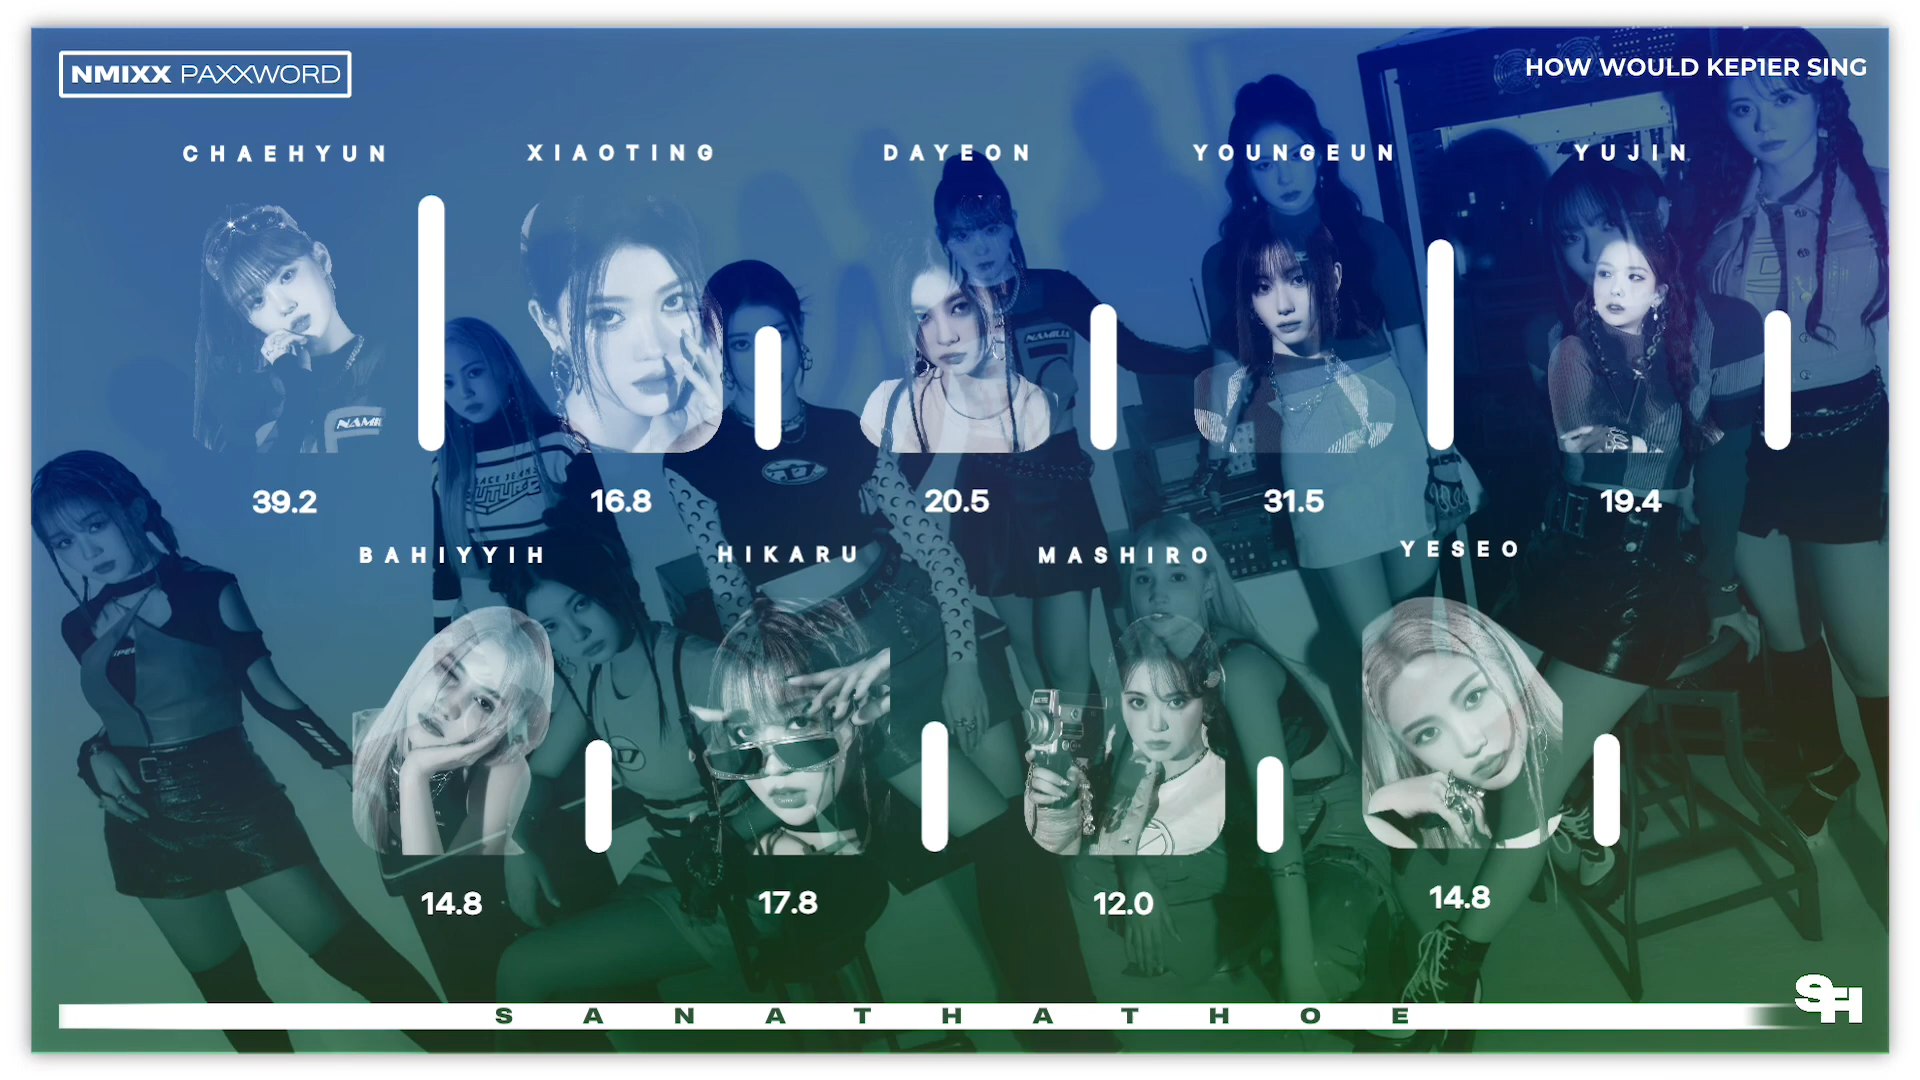 NMIXX PAXXWORD
HOW WOULD KEP1ER SING
CHAEHYUN
XIAOTING
DAYEON
YOUNGEUN
YUJIN
39.2
16.8
20.5
31.5
19.4
BAHIYYIH
HIKARU
MASHIRO
YESEO
14.8
17.8
12.0
14.8
SANATHATHOE
SH